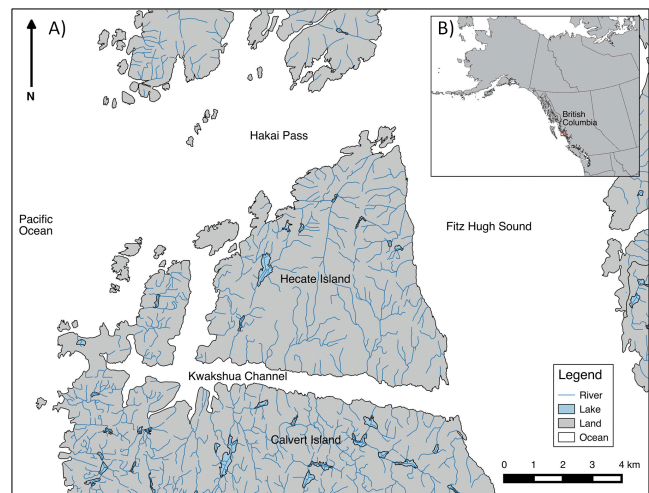 A)
N
B)
British
Columbia
Hakai Pass
Pacific
Ocean
Fitz Hugh Sound
Hecate Island
Kwakshua Channel
Calvert Island
Legend
River
Lake
Land
Ocean
0 1 2 3 4 km